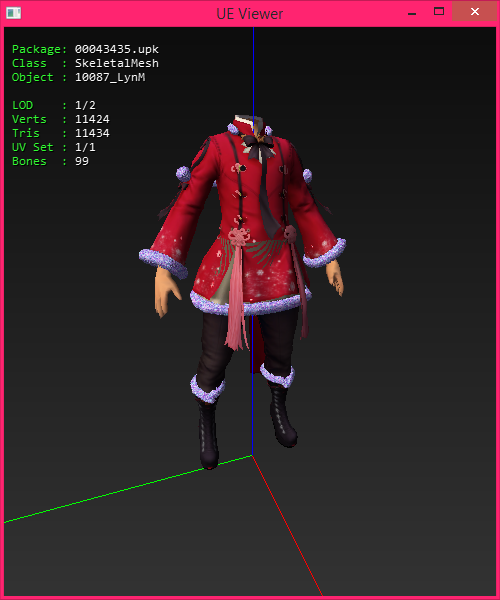 UE Viewer
Package: 00043435.upk
Class : SkeletalMesh
Object : 10087_LynM
LOD : 1/2
Verts : 11424
Tris : 11434
UV Set : 1/1
Bones : 99